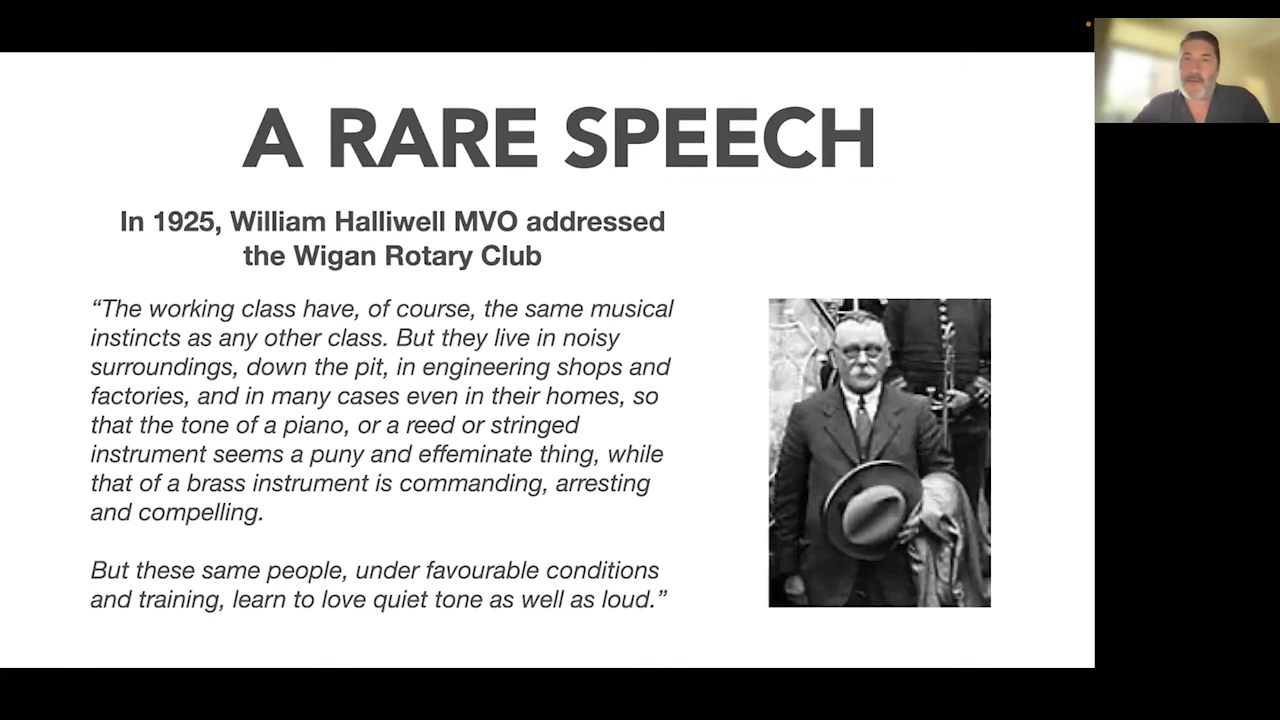 A RARE SPEECH
In 1925, William Halliwell MVO addressed
the Wigan Rotary Club
“The working class have, of course, the same musical
instincts as any other class. But they live in noisy
surroundings, down the pit, in engineering shops and
factories, and in many cases even in their homes, so
that the tone of a piano, or a reed or stringed
instrument seems a puny and effeminate thing, while
that of a brass instrument is commanding, arresting
and compelling.
But these same people, under favourable conditions
and training, learn to love quiet tone as well as loud.”